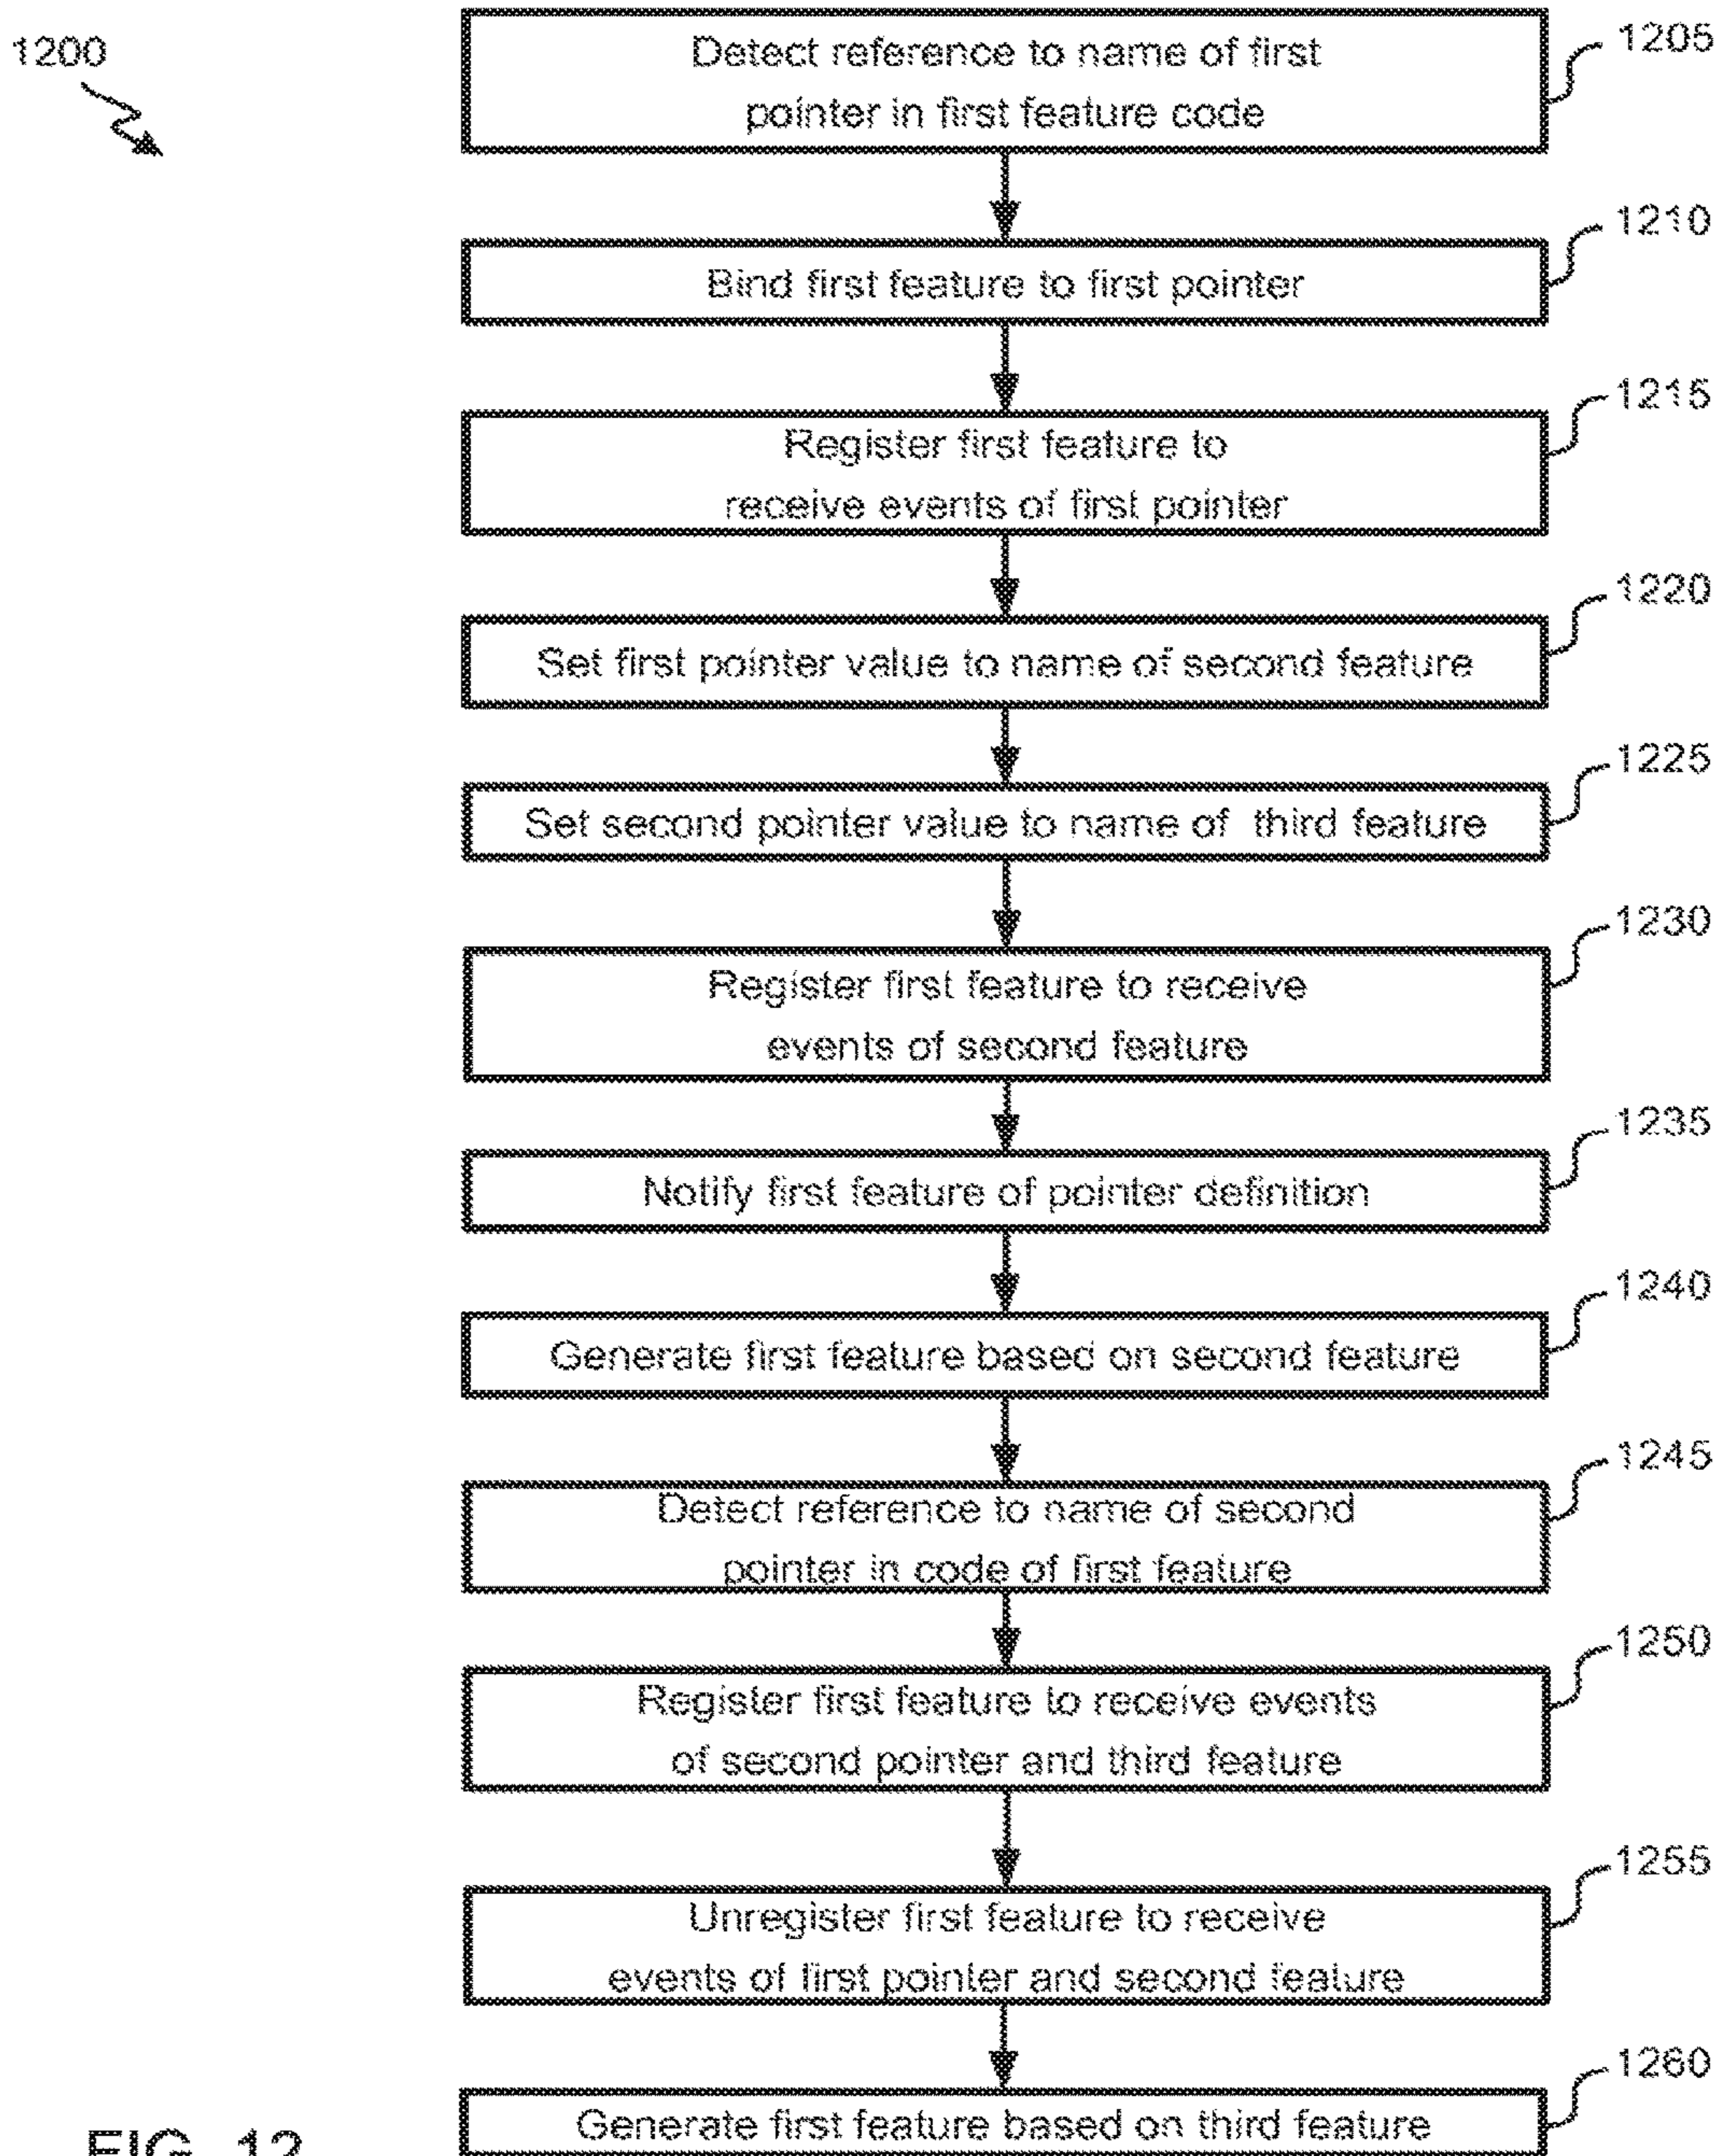 1200
Detect reference to name of first
pointer in first feature code
1205
Bind first feature to first pointer
1210
Register first feature to
receive events of first pointer
1215
Set first pointer value to name of second feature
1220
Set second pointer value to name of third feature
1225
Register first feature to receive
events of second feature
1230
Notify first feature of pointer definition
1235
Generate first feature based on second feature
1240
Detect reference to name of second
pointer in code of first feature
1245
Register first feature to receive events
of second pointer and third feature
1250
Unregister first feature to receive
events of first pointer and second feature
1255
Generate first feature based on third feature
1260
FIG. 12